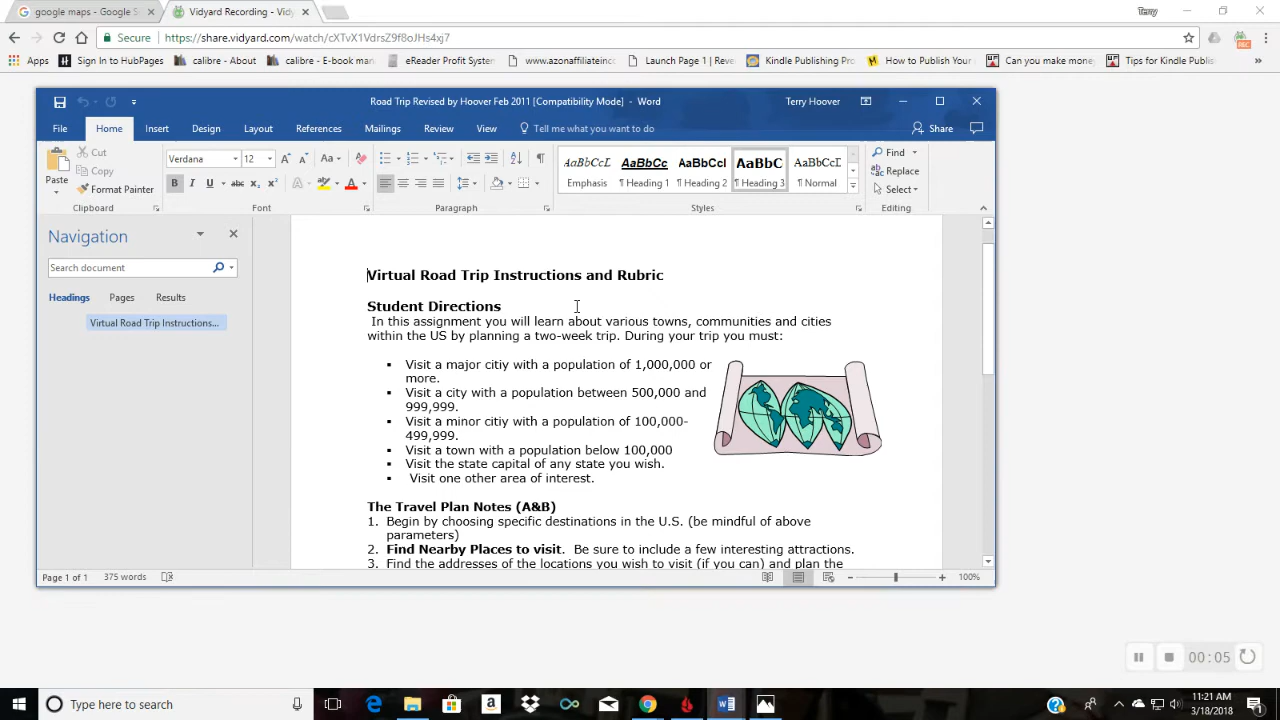 google maps - Google S
Vidyard Recording - Vidy
Terry
Secure
https://share.vidyard.com/watch/cXTvX1VdrsZ9f8oJHs4xj7
Apps
Sign In to HubPages
calibre - About
calibre - E-book man
eReader Profit System
www.azonaffiliateinc
Launch Page 1 | Reve
Kindle Publishing Pro
How to Publish Your
Can you make money
Tips for Kindle Publis
REC
Road Trip Revised by Hoover Feb 2011 [Compatibility Mode] - Word
Terry Hoover
File Home Insert Design Layout References Mailings Review View Tell me what you want to do Share
Paste
Cut
Copy
Format Painter
Clipboard
Verdana 12
Font
Paragraph
AaBbCcL AaBbCc AaBbCcI AaBbC AaBbCcL
Emphasis ¶ Heading 1 ¶ Heading 2 ¶ Heading 3 ¶ Normal
Styles
Find
Replace
Select
Editing
Navigation
Search document
Headings Pages Results
Virtual Road Trip Instructions...
Virtual Road Trip Instructions and Rubric
Student Directions
In this assignment you will learn about various towns, communities and cities
within the US by planning a two-week trip. During your trip you must:
▪ Visit a major citiy with a population of 1,000,000 or
more.
▪ Visit a city with a population between 500,000 and
999,999.
▪ Visit a minor citiy with a population of 100,000-
499,999.
▪ Visit a town with a population below 100,000
▪ Visit the state capital of any state you wish.
▪ Visit one other area of interest.
The Travel Plan Notes (A&B)
1. Begin by choosing specific destinations in the U.S. (be mindful of above
parameters)
2. Find Nearby Places to visit. Be sure to include a few interesting attractions.
3. Find the addresses of the locations you wish to visit (if you can) and plan the
Page 1 of 1 375 words
100%
00:05
Type here to search
11:21 AM
3/18/2018